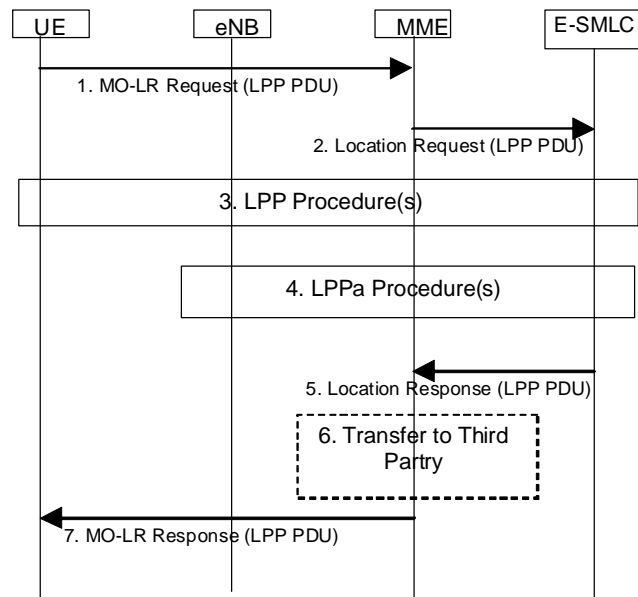 UE eNB MME E-SMLC
1. MO-LR Request (LPP PDU)
2. Location Request (LPP PDU)
3. LPP Procedure(s)
4. LPPa Procedure(s)
5. Location Response (LPP PDU)
6. Transfer to Third
Partry
7. MO-LR Response (LPP PDU)